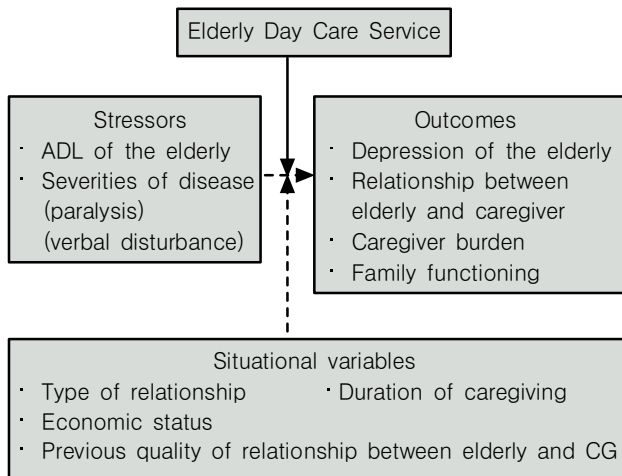 Elderly Day Care Service
Stressors
· ADL of the elderly
· Severities of disease
(paralysis)
(verbal disturbance)
Outcomes
· Depression of the elderly
· Relationship between
elderly and caregiver
· Caregiver burden
· Family functioning
Situational variables
· Type of relationship · Duration of caregiving
· Economic status
· Previous quality of relationship between elderly and CG